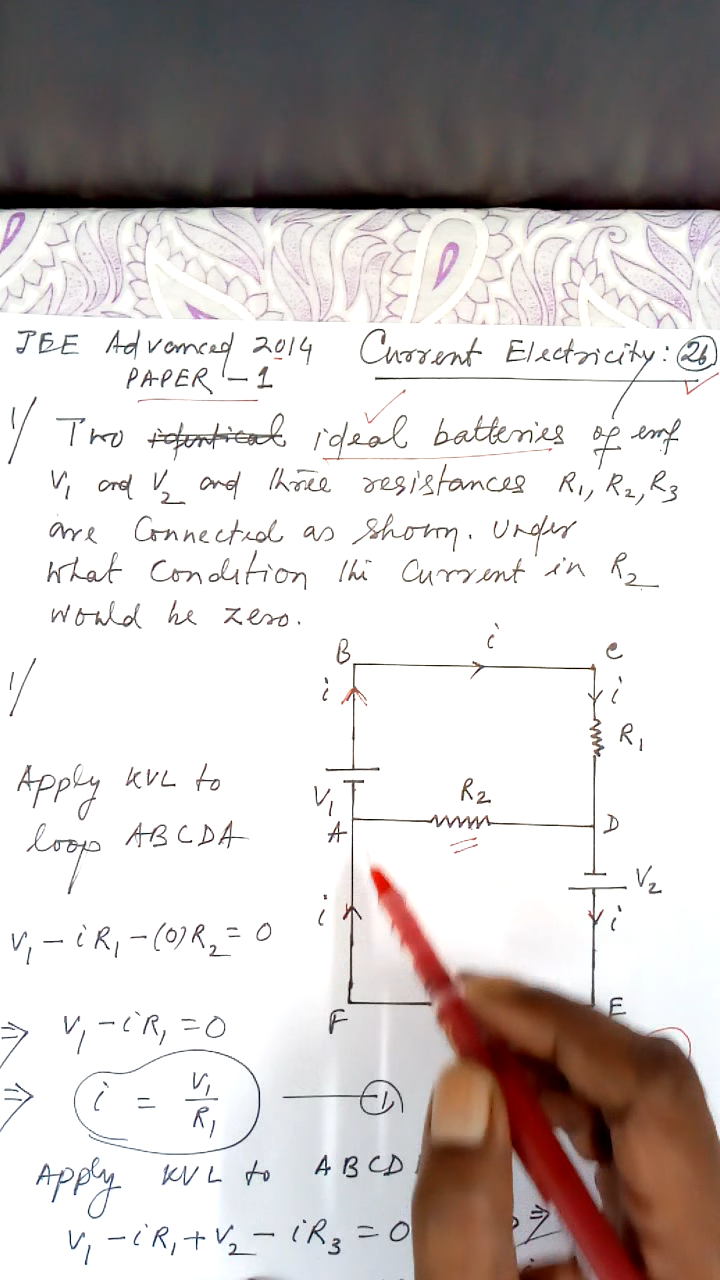 JEE Advanced 2014 Current Electricity: 26
PAPER - 1
1/ Two identical ideal batteries of emf
V1 and V2 and three resistances R1, R2, R3
are connected as shown. Under
what condition the current in R2
would be zero.
1/
B i C
i i
R1
Apply KVL to
loop ABCDA
V1 R2
A D
V2
i i
V1 - iR1 - (0)R2 = 0
F E
⇒ V1 - iR1 = 0
⇒ i = V1/R1 —— 1
Apply KVL to ABCD
V1 - iR1 + V2 - iR3 = 0 ⇒